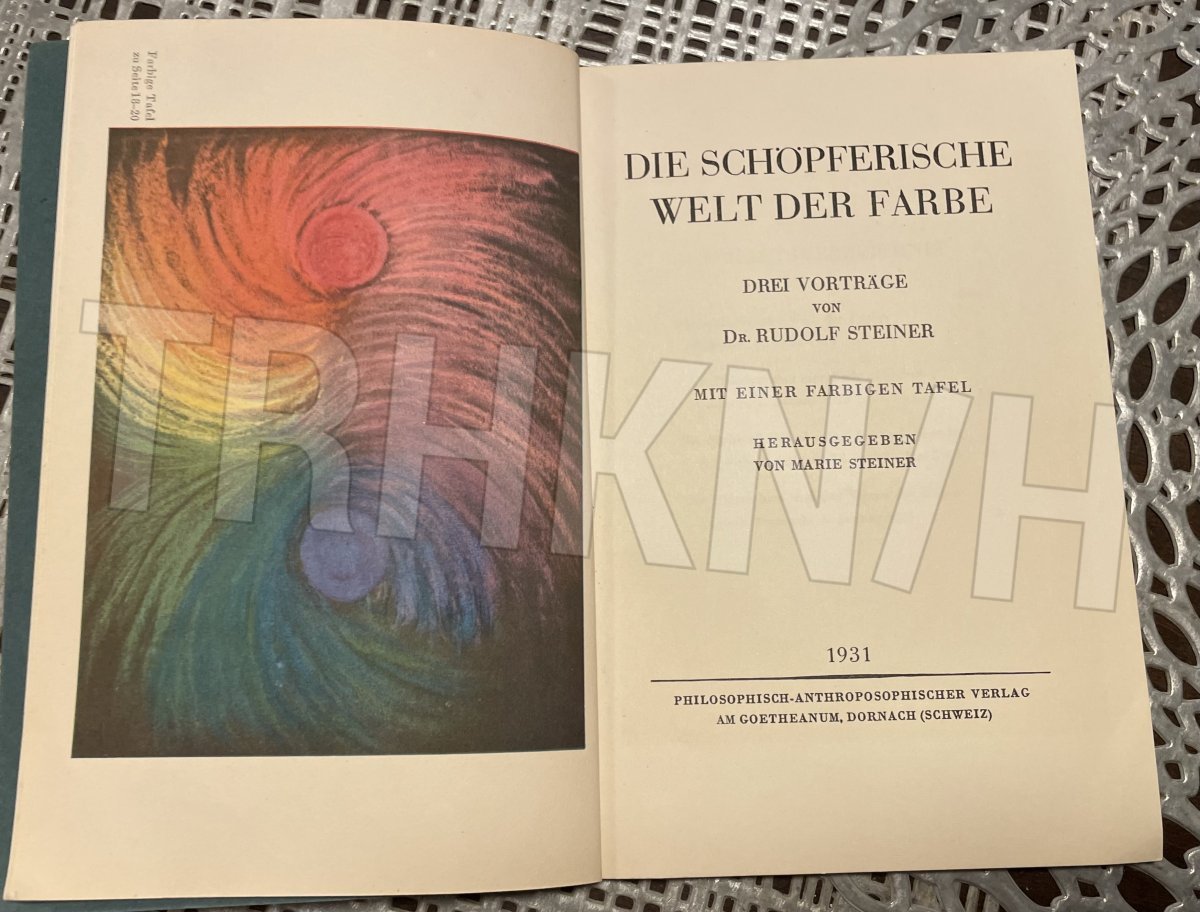 Farbige Tafel
zu Seite 18–20
DIE SCHÖPFERISCHE
WELT DER FARBE
DREI VORTRÄGE
VON
DR. RUDOLF STEINER
MIT EINER FARBIGEN TAFEL
HERAUSGEGEBEN
VON MARIE STEINER
1931
PHILOSOPHISCH-ANTHROPOSOPHISCHER VERLAG
AM GOETHEANUM, DORNACH (SCHWEIZ)
TRHKN/H